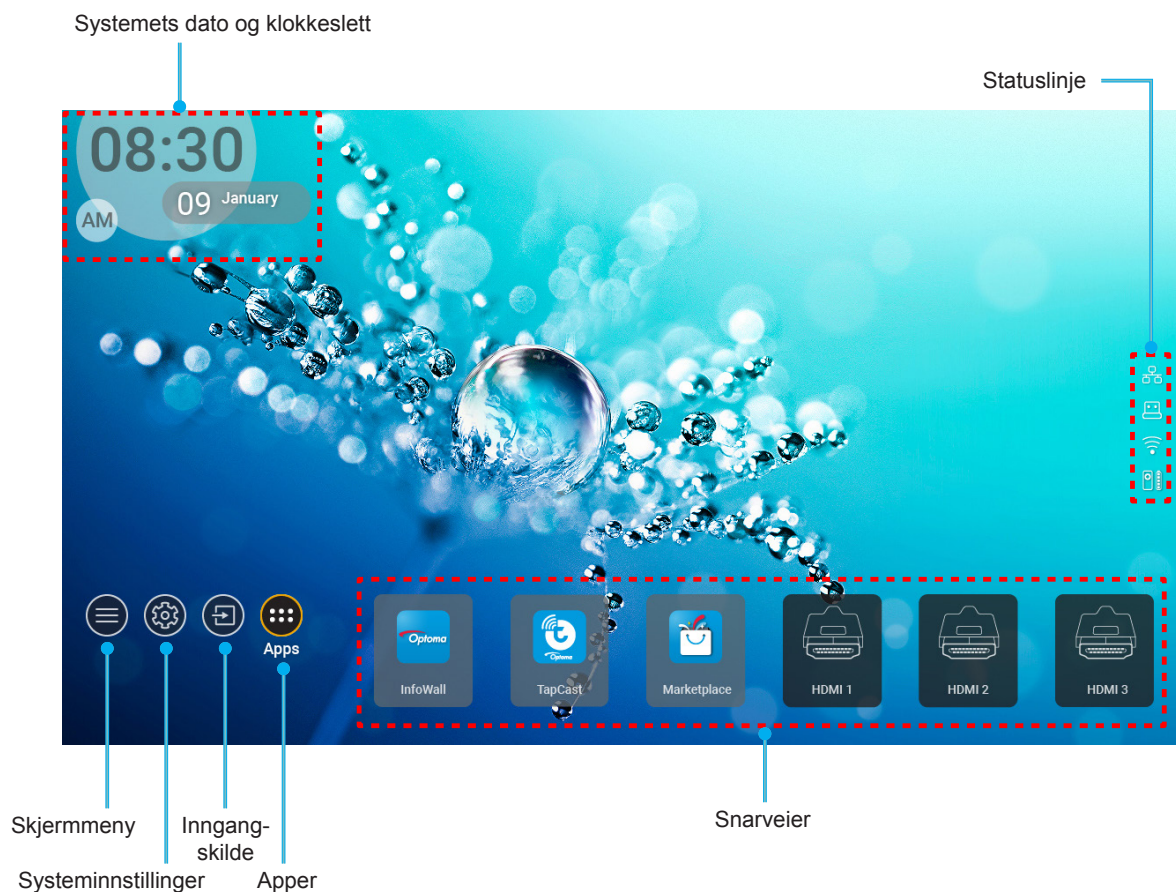 Systemets dato og klokkeslett
Statuslinje
08:30
09 January
AM
Apps
Optoma
Optoma
InfoWall
TapCast
Marketplace
HDMI 1
HDMI 2
HDMI 3
Skjermmeny
Inngang-
skilde
Snarveier
Systeminnstillinger
Apper